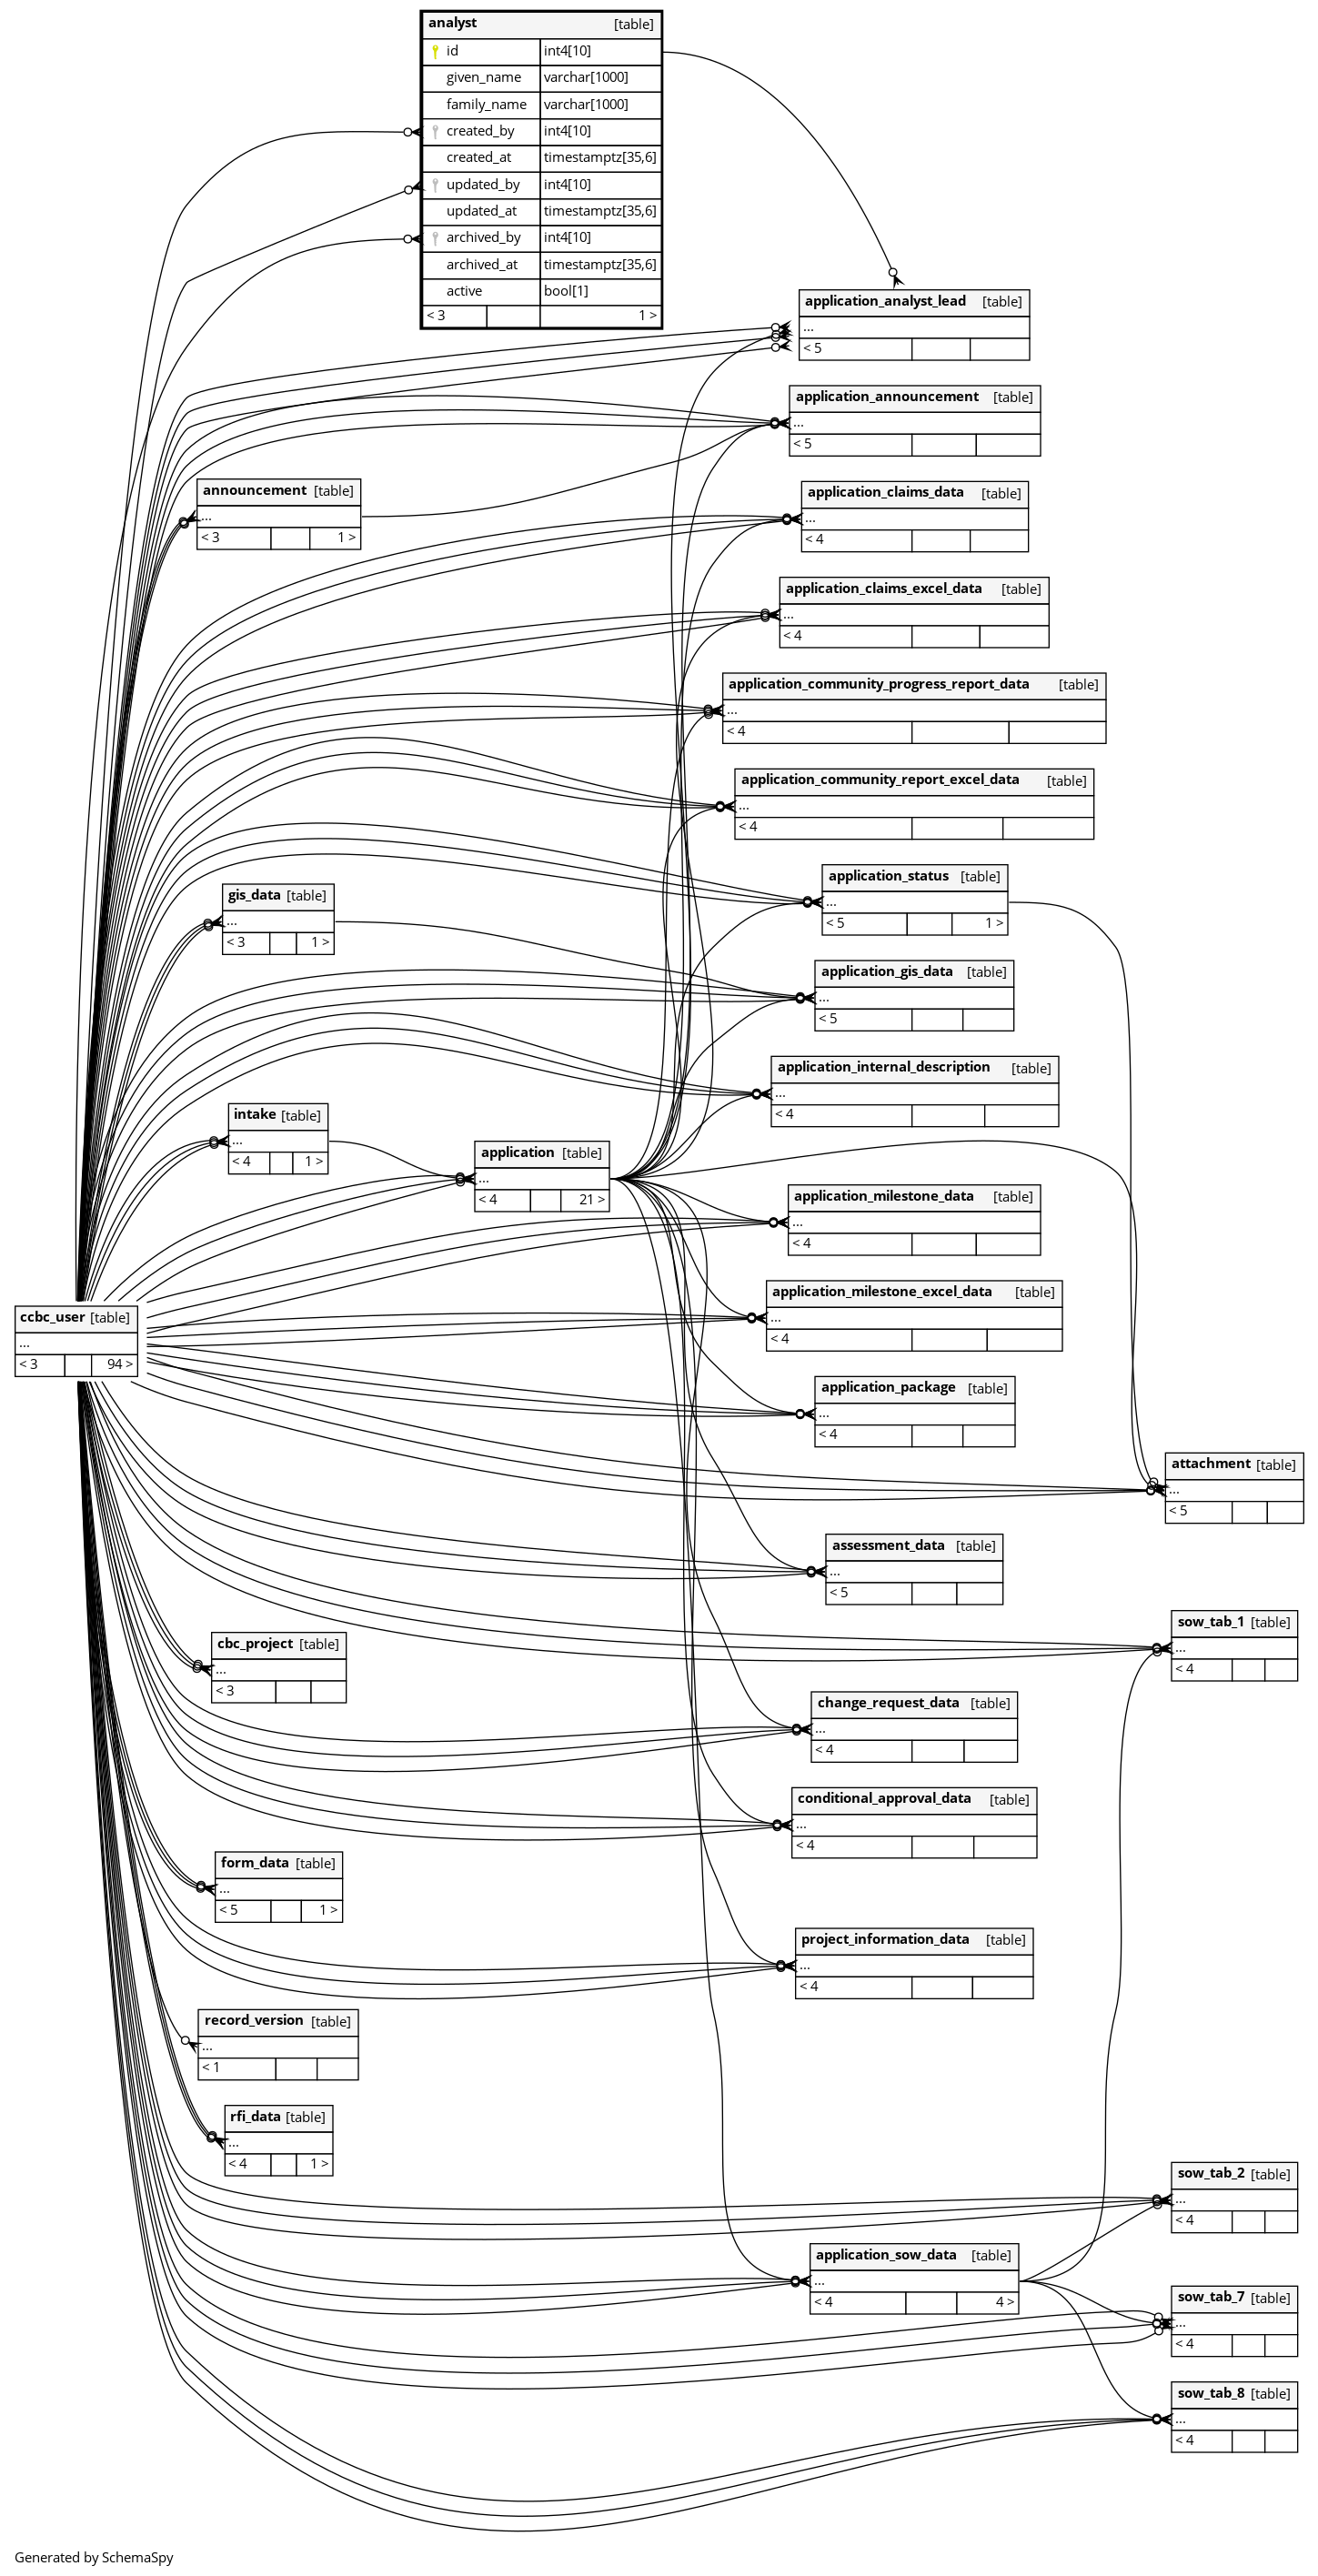 analyst [table]
id int4[10]
given_name varchar[1000]
family_name varchar[1000]
created_by int4[10]
created_at timestamptz[35,6]
updated_by int4[10]
updated_at timestamptz[35,6]
archived_by int4[10]
archived_at timestamptz[35,6]
active bool[1]
< 3 1 >
application_analyst_lead [table]
...
< 5
application_announcement [table]
...
< 5
announcement [table]
...
< 3 1 >
application_claims_data [table]
...
< 4
application_claims_excel_data [table]
...
< 4
application_community_progress_report_data [table]
...
< 4
application_community_report_excel_data [table]
...
< 4
application_status [table]
...
< 5 1 >
gis_data [table]
...
< 3 1 >
application_gis_data [table]
...
< 5
application_internal_description [table]
...
< 4
intake [table]
...
< 4 1 >
application [table]
...
< 4 21 >
application_milestone_data [table]
...
< 4
application_milestone_excel_data [table]
...
< 4
ccbc_user [table]
...
< 3 94 >
application_package [table]
...
< 4
attachment [table]
...
< 5
assessment_data [table]
...
< 5
sow_tab_1 [table]
...
< 4
cbc_project [table]
...
< 3
change_request_data [table]
...
< 4
conditional_approval_data [table]
...
< 4
form_data [table]
...
< 5 1 >
project_information_data [table]
...
< 4
record_version [table]
...
< 1
rfi_data [table]
...
< 4 1 >
sow_tab_2 [table]
...
< 4
application_sow_data [table]
...
< 4 4 >
sow_tab_7 [table]
...
< 4
sow_tab_8 [table]
...
< 4
Generated by SchemaSpy